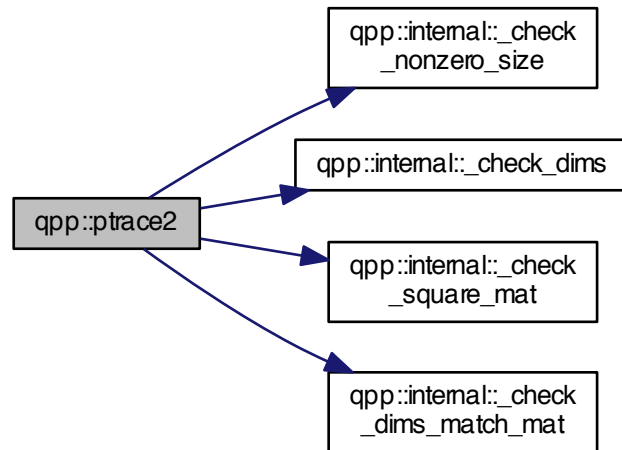 qpp::internal::_check
_nonzero_size
qpp::internal::_check_dims
qpp::ptrace2
qpp::internal::_check
_square_mat
qpp::internal::_check
_dims_match_mat